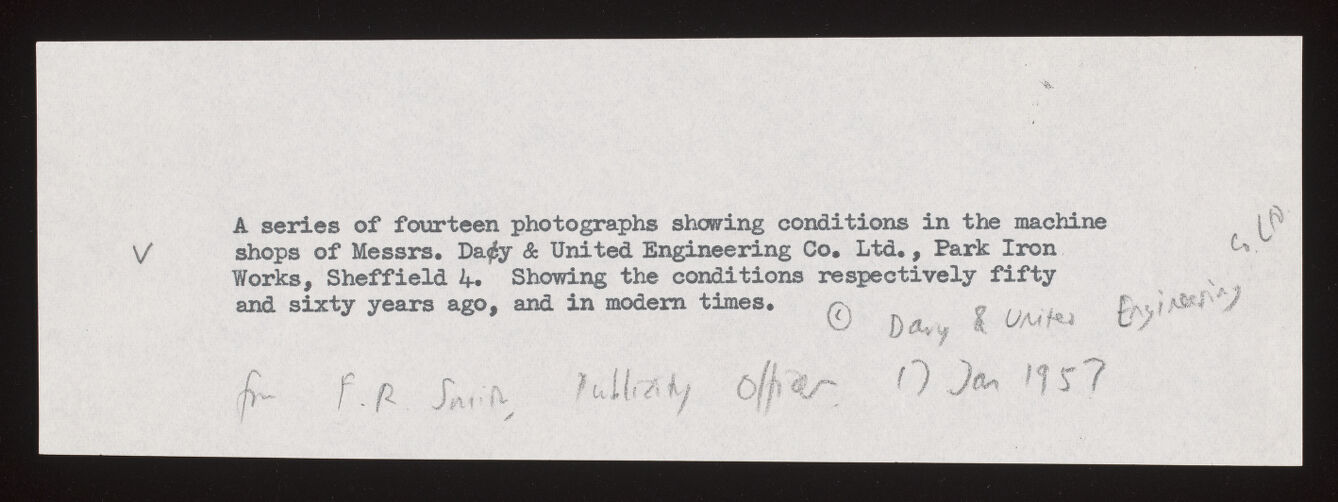 A series of fourteen photographs showing conditions in the machine
V shops of Messrs. Da¢y & United Engineering Co. Ltd., Park Iron
Works, Sheffield 4. Showing the conditions respectively fifty
and sixty years ago, and in modern times.
© Davy & United Engineering Co. LTD.
from F.R. Smith, Publicity Officer. 17 Jan 1957